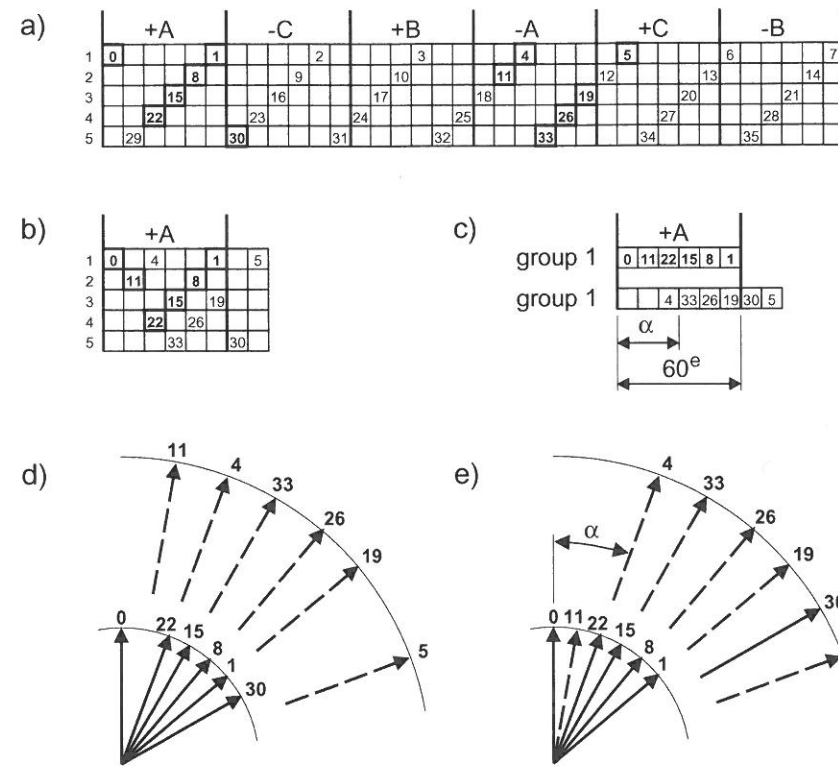 a)
+A -C +B -A +C -B
1 0 1 2 3 4 5 6 7
2 8 9 10 11 12 13 14
3 15 16 17 18 19 20 21
4 22 23 24 25 26 27 28
5 29 30 31 32 33 34 35
b)
+A
1 0 4 1 5
2 11 8
3 15 19
4 22 26
5 33 30
c)
+A
group 1 0 11 22 15 8 1
group 1 4 33 26 19 30 5
α
60e
d)
11 4 33 26 19 5
0 22 15 8 1 30
e)
4 33 26 19
α
0 11 22 15 8 1